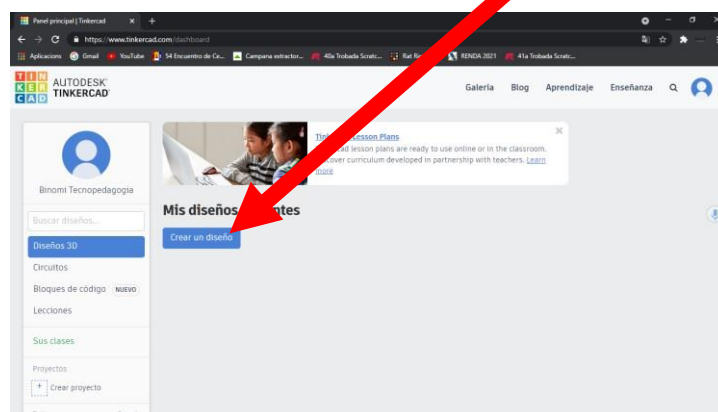 Panel principal | Tinkercad
https://www.tinkercad.com/dashboard
Aplicacions Gmail YouTube 54 Encuentro de Ce... Campana extractor... 40a Trobada Scratc... RENDA 2021 41a Trobada Scratc...
TINKERCAD
AUTODESK
TINKERCAD
Galería Blog Aprendizaje Enseñanza
Binomi Tecnopedagogia
Buscar diseños...
Diseños 3D
Circuitos
Bloques de código NUEVO
Lecciones
Sus clases
Proyectos
+ Crear proyecto
Lesson Plans
lesson plans are ready to use online or in the classroom.
curriculum developed in partnership with teachers. Learn
more
Mis diseños
Crear un diseño